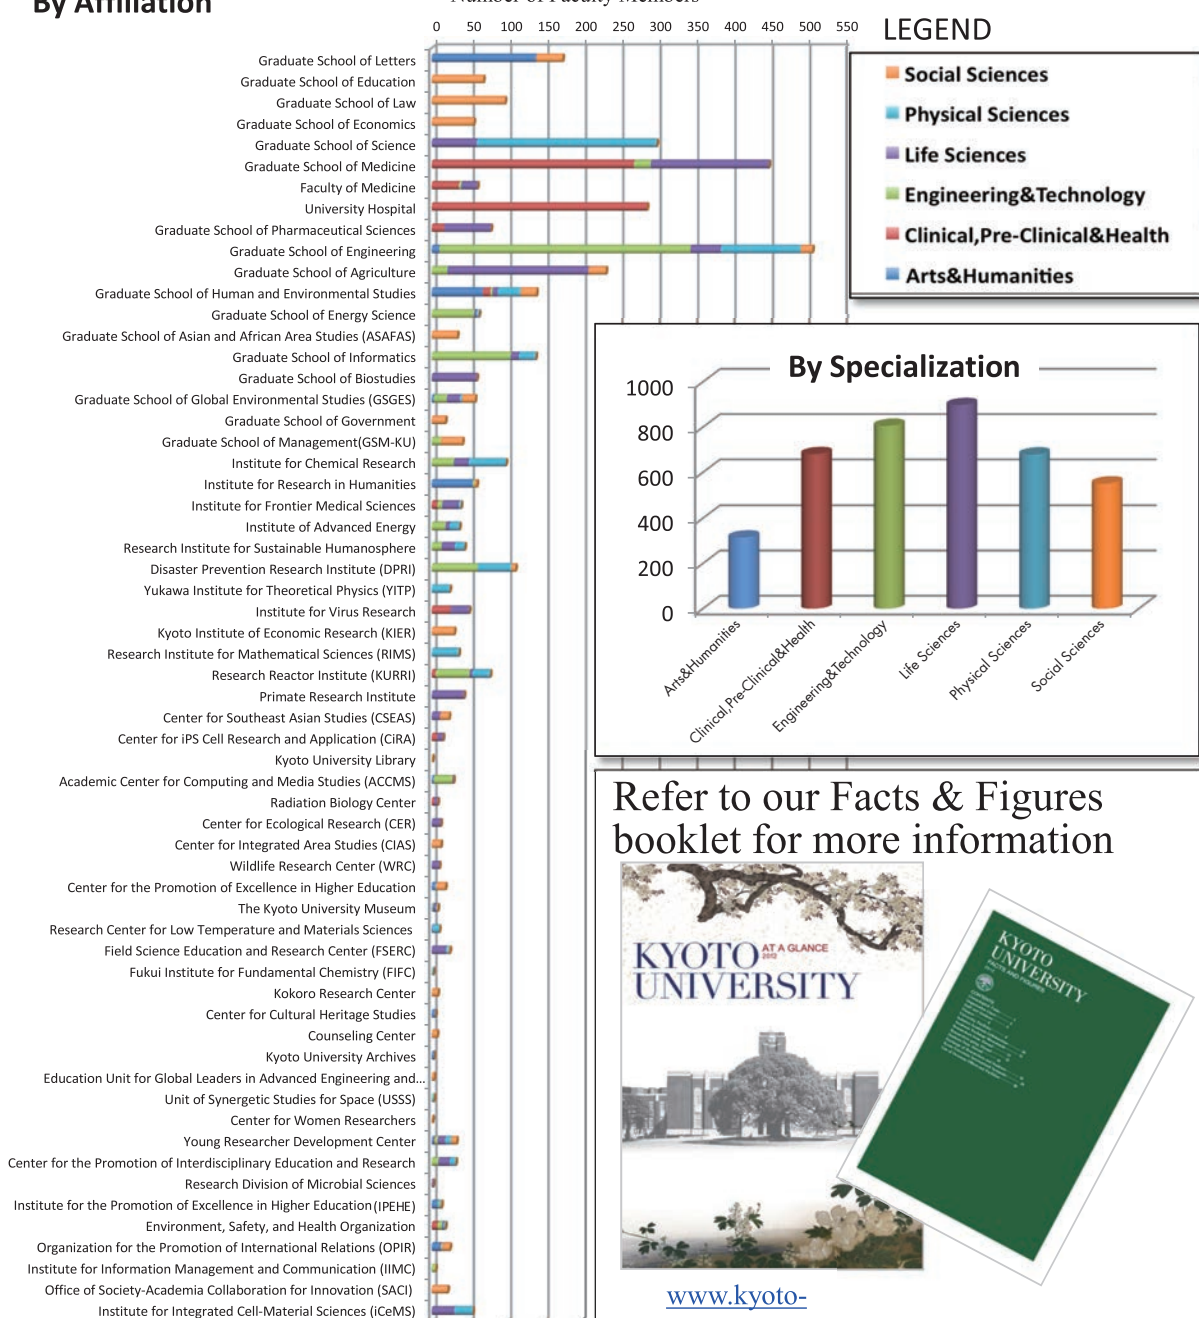 By Affiliation
Number of Faculty Members
0 50 100 150 200 250 300 350 400 450 500 550
Graduate School of Letters
Graduate School of Education
Graduate School of Law
Graduate School of Economics
Graduate School of Science
Graduate School of Medicine
Faculty of Medicine
University Hospital
Graduate School of Pharmaceutical Sciences
Graduate School of Engineering
Graduate School of Agriculture
Graduate School of Human and Environmental Studies
Graduate School of Energy Science
Graduate School of Asian and African Area Studies (ASAFAS)
Graduate School of Informatics
Graduate School of Biostudies
Graduate School of Global Environmental Studies (GSGES)
Graduate School of Government
Graduate School of Management(GSM-KU)
Institute for Chemical Research
Institute for Research in Humanities
Institute for Frontier Medical Sciences
Institute of Advanced Energy
Research Institute for Sustainable Humanosphere
Disaster Prevention Research Institute (DPRI)
Yukawa Institute for Theoretical Physics (YITP)
Institute for Virus Research
Kyoto Institute of Economic Research (KIER)
Research Institute for Mathematical Sciences (RIMS)
Research Reactor Institute (KURRI)
Primate Research Institute
Center for Southeast Asian Studies (CSEAS)
Center for iPS Cell Research and Application (CiRA)
Kyoto University Library
Academic Center for Computing and Media Studies (ACCMS)
Radiation Biology Center
Center for Ecological Research (CER)
Center for Integrated Area Studies (CIAS)
Wildlife Research Center (WRC)
Center for the Promotion of Excellence in Higher Education
The Kyoto University Museum
Research Center for Low Temperature and Materials Sciences
Field Science Education and Research Center (FSERC)
Fukui Institute for Fundamental Chemistry (FIFC)
Kokoro Research Center
Center for Cultural Heritage Studies
Counseling Center
Kyoto University Archives
Education Unit for Global Leaders in Advanced Engineering and...
Unit of Synergetic Studies for Space (USSS)
Center for Women Researchers
Young Researcher Development Center
Center for the Promotion of Interdisciplinary Education and Research
Research Division of Microbial Sciences
Institute for the Promotion of Excellence in Higher Education(IPEHE)
Environment, Safety, and Health Organization
Organization for the Promotion of International Relations (OPIR)
Institute for Information Management and Communication (IIMC)
Office of Society-Academia Collaboration for Innovation (SACI)
Institute for Integrated Cell-Material Sciences (iCeMS)
LEGEND
Social Sciences
Physical Sciences
Life Sciences
Engineering&Technology
Clinical,Pre-Clinical&Health
Arts&Humanities
By Specialization
1000
800
600
400
200
0
Arts&Humanities
Clinical,Pre-Clinical&Health
Engineering&Technology
Life Sciences
Physical Sciences
Social Sciences
Refer to our Facts & Figures
booklet for more information
KYOTO AT A GLANCE
2012
UNIVERSITY
KYOTO
UNIVERSITY
FACTS AND FIGURES
CONTENTS
www.kyoto-